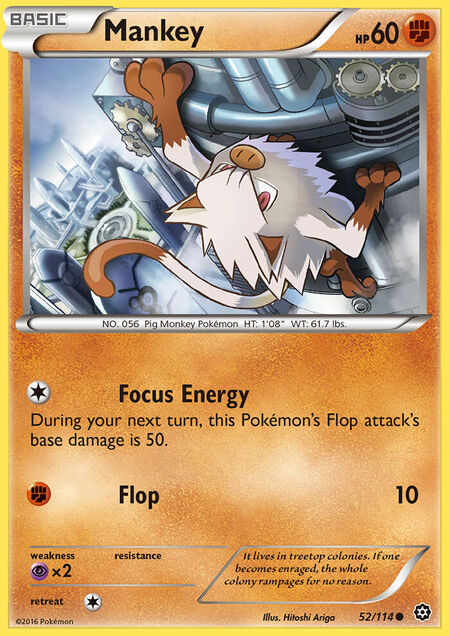 BASIC
Mankey
HP60
NO. 056 Pig Monkey Pokémon HT: 1'08" WT: 61.7 lbs.
Focus Energy
During your next turn, this Pokémon's Flop attack's
base damage is 50.
Flop 10
weakness resistance
×2
retreat
It lives in treetop colonies. If one
becomes enraged, the whole
colony rampages for no reason.
©2016 Pokémon Illus. Hitoshi Ariga 52/114